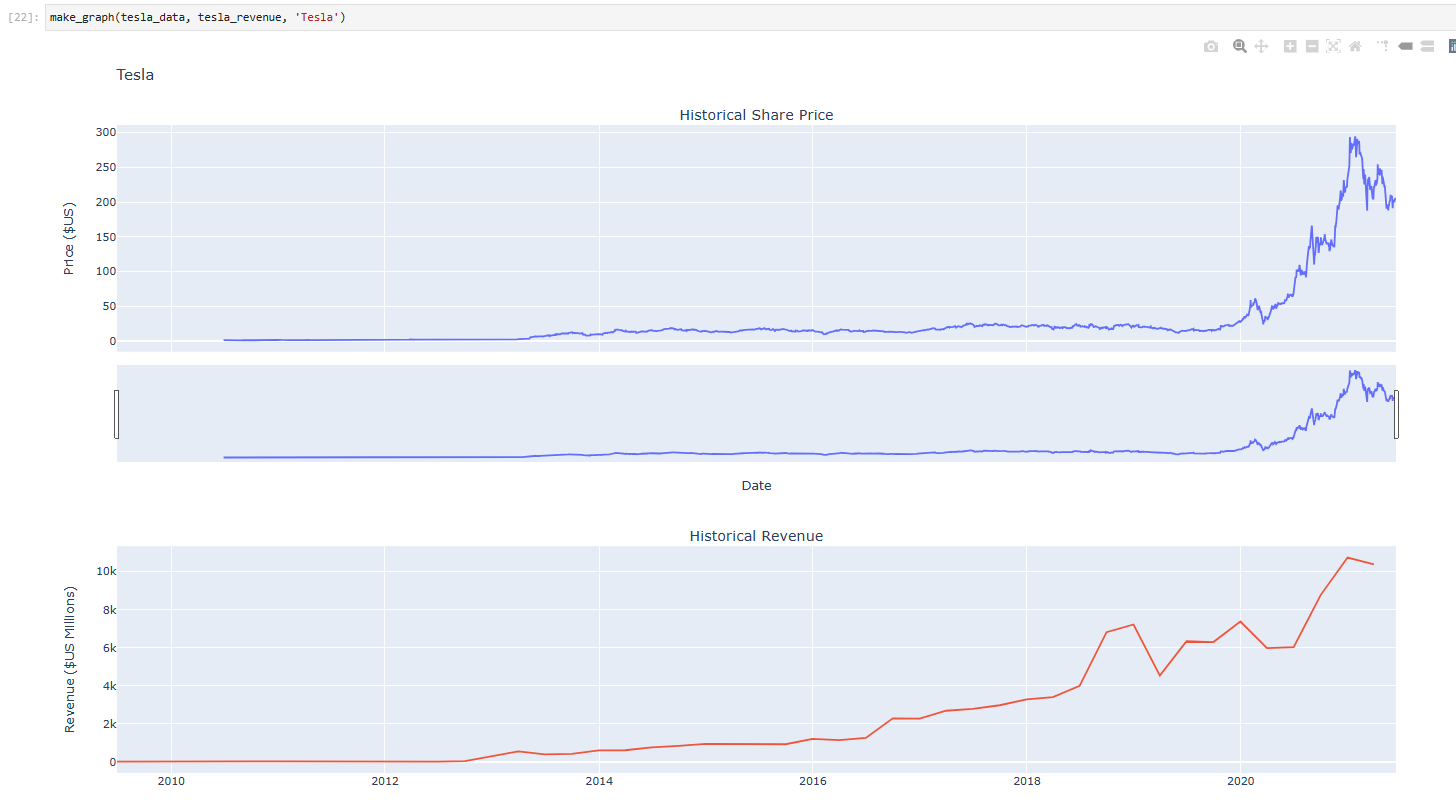 [22]: make_graph(tesla_data, tesla_revenue, 'Tesla')
Tesla
Historical Share Price
300
250
200
150
100
50
0
Price ($US)
Date
Historical Revenue
10k
8k
6k
4k
2k
0
Revenue ($US Millions)
2010 2012 2014 2016 2018 2020